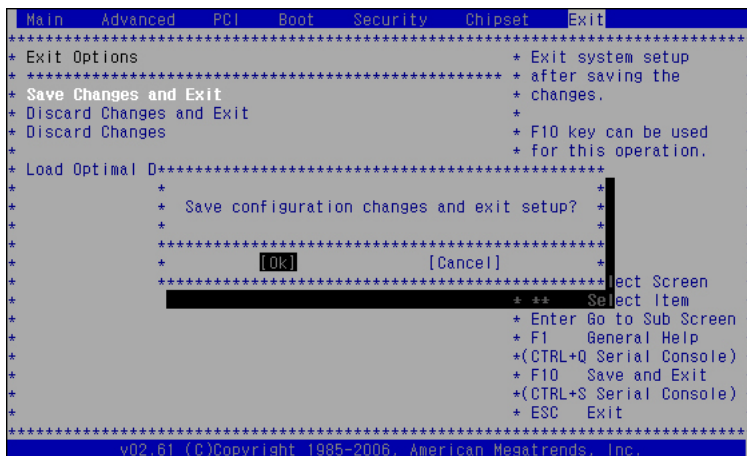 Main Advanced PCI Boot Security Chipset Exit
Exit Options
Save Changes and Exit
Discard Changes and Exit
Discard Changes
Load Optimal D
Exit system setup
after saving the
changes.
F10 key can be used
for this operation.
Save configuration changes and exit setup?
[Ok] [Cancel]
lect Screen
** Select Item
Enter Go to Sub Screen
F1 General Help
(CTRL+Q Serial Console)
F10 Save and Exit
(CTRL+S Serial Console)
ESC Exit
v02.61 (C)Copyright 1985-2006, American Megatrends, Inc.